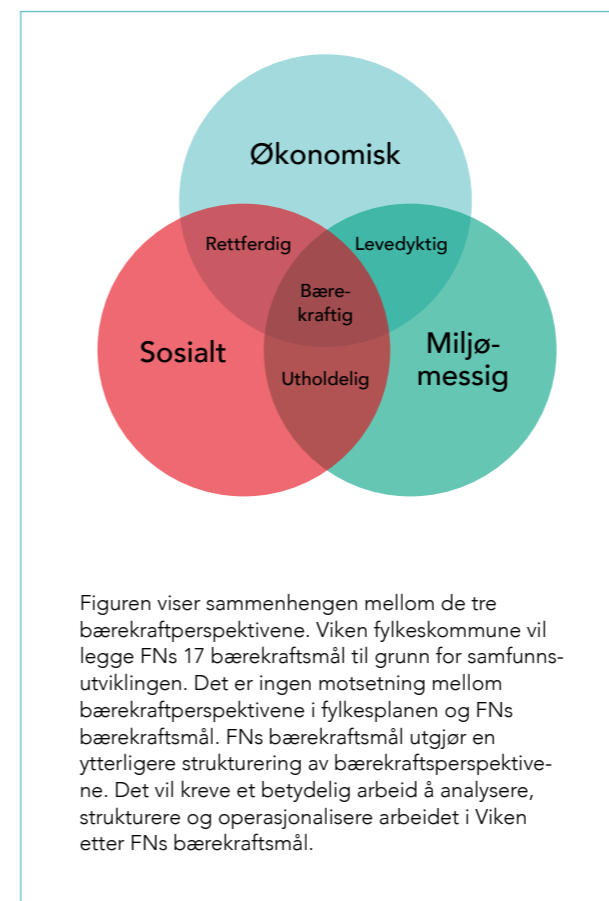 Økonomisk
Rettferdig
Levedyktig
Bære-
kraftig
Sosialt
Miljø-
messig
Utholdelig
Figuren viser sammenhengen mellom de tre
bærekraftperspektivene. Viken fylkeskommune vil
legge FNs 17 bærekraftsmål til grunn for samfunns-
utviklingen. Det er ingen motsetning mellom
bærekraftperspektivene i fylkesplanen og FNs
bærekraftsmål. FNs bærekraftsmål utgjør en
ytterligere strukturering av bærekraftsperspektive-
ne. Det vil kreve et betydelig arbeid å analysere,
strukturere og operasjonalisere arbeidet i Viken
etter FNs bærekraftsmål.